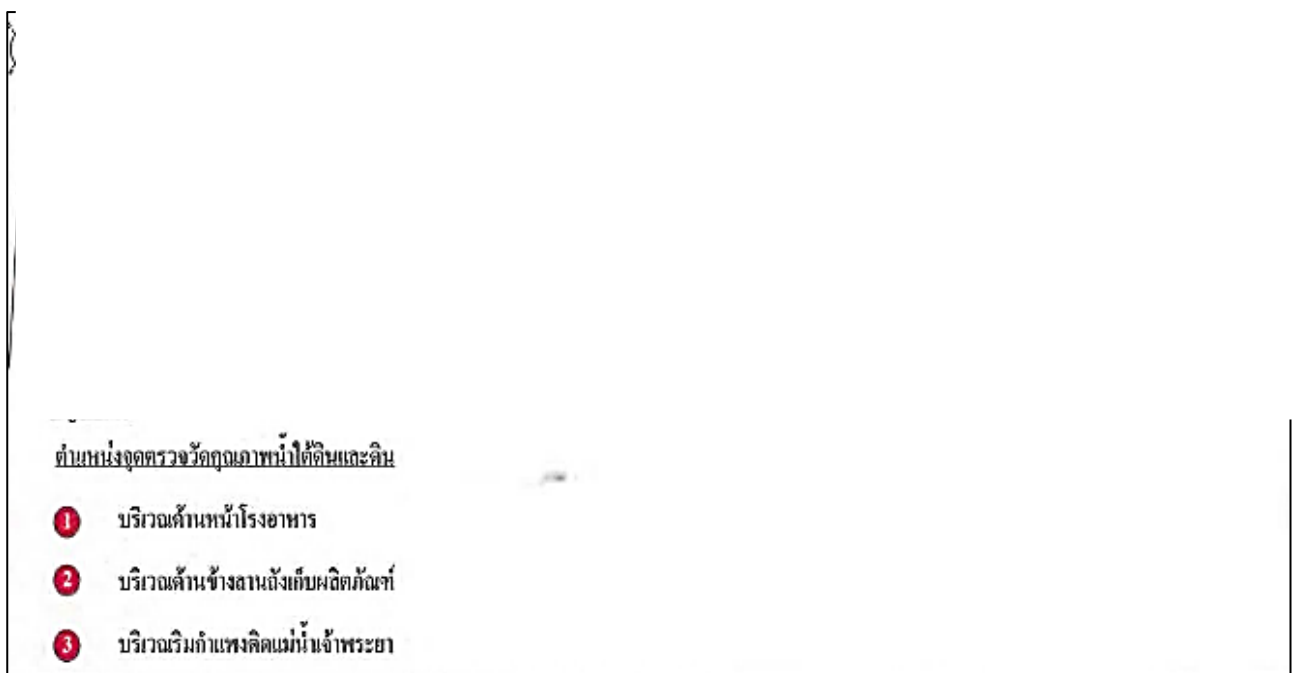 ตำแหน่งจุดตรวจวัดคุณภาพน้ำใต้ดินและดิน
1 บริเวณด้านหน้าโรงอาหาร
2 บริเวณด้านข้างลานถังเก็บผลิตภัณฑ์
3 บริเวณริมกำแพงติดแม่น้ำเจ้าพระยา